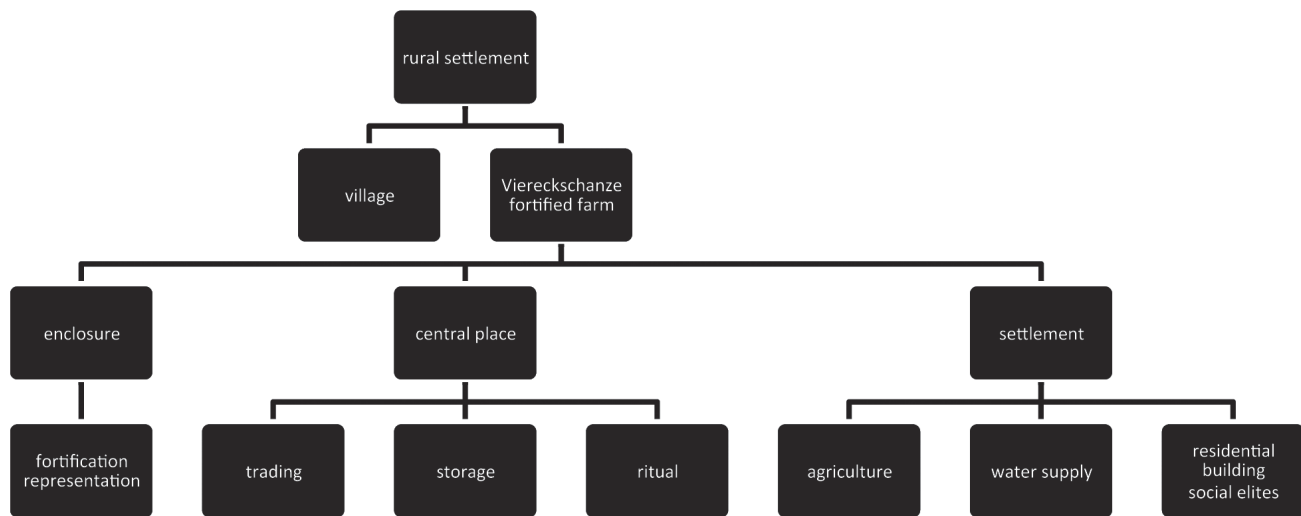 rural settlement
village
Viereckschanze
fortified farm
enclosure
central place
settlement
fortification
representation
trading
storage
ritual
agriculture
water supply
residential
building
social elites